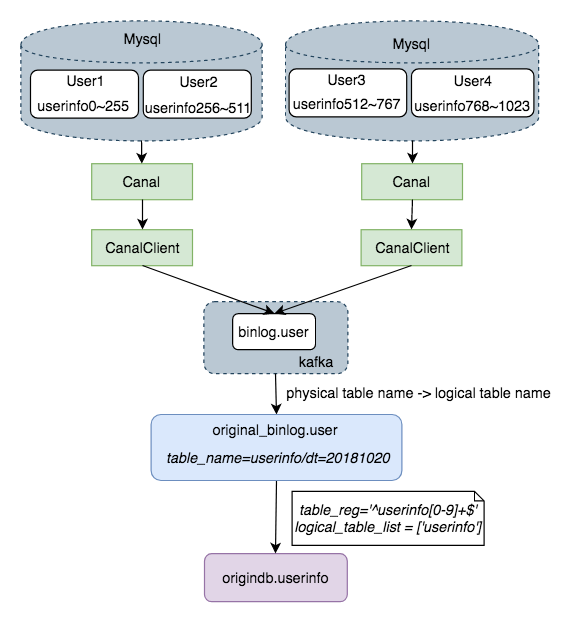 Mysql
User1
userinfo0~255
User2
userinfo256~511
Mysql
User3
userinfo512~767
User4
userinfo768~1023
Canal
Canal
CanalClient
CanalClient
binlog.user
kafka
physical table name -> logical table name
original_binlog.user
table_name=userinfo/dt=20181020
table_reg='^userinfo[0-9]+$'
logical_table_list = ['userinfo']
origindb.userinfo